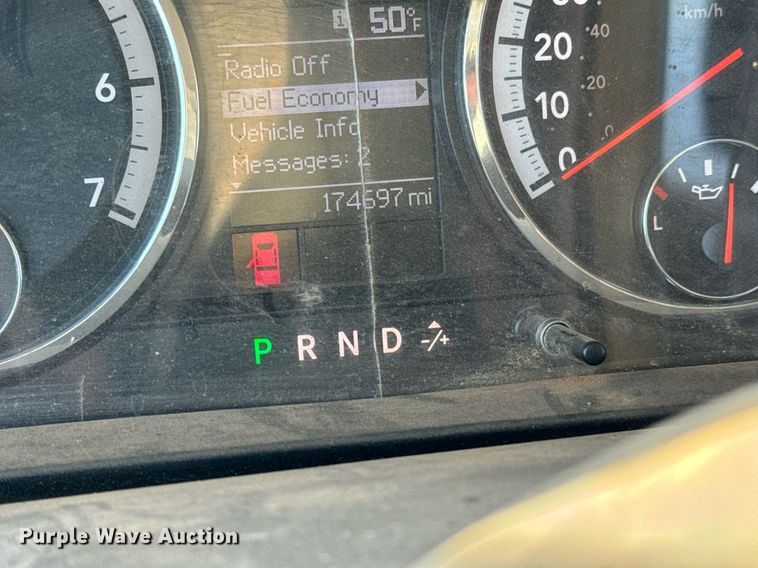 50°F
Radio Off
Fuel Economy
Vehicle Info
Messages: 2
174697 mi
6
7
km/h
20
40
10
20
0
0
L
P R N D -/+
Purple Wave Auction